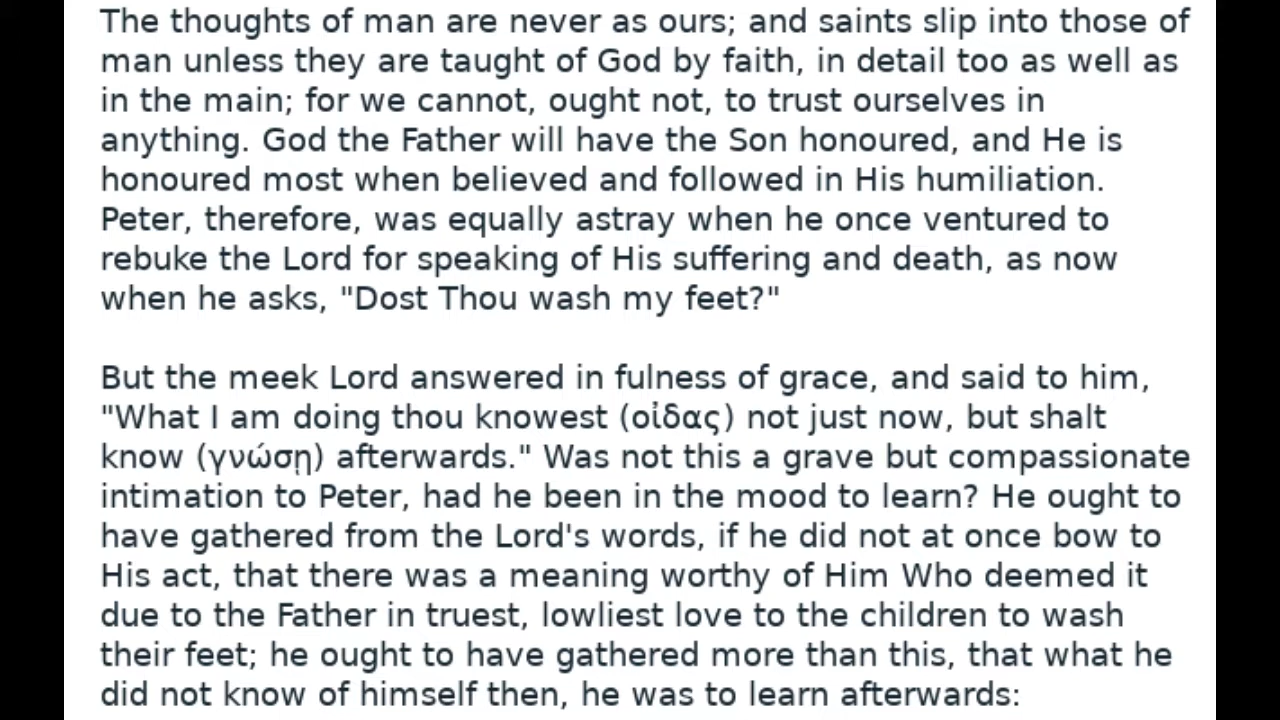 The thoughts of man are never as ours; and saints slip into those of
man unless they are taught of God by faith, in detail too as well as
in the main; for we cannot, ought not, to trust ourselves in
anything. God the Father will have the Son honoured, and He is
honoured most when believed and followed in His humiliation.
Peter, therefore, was equally astray when he once ventured to
rebuke the Lord for speaking of His suffering and death, as now
when he asks, "Dost Thou wash my feet?"
But the meek Lord answered in fulness of grace, and said to him,
"What I am doing thou knowest (οἰδας) not just now, but shalt
know (γνώσῃ) afterwards." Was not this a grave but compassionate
intimation to Peter, had he been in the mood to learn? He ought to
have gathered from the Lord's words, if he did not at once bow to
His act, that there was a meaning worthy of Him Who deemed it
due to the Father in truest, lowliest love to the children to wash
their feet; he ought to have gathered more than this, that what he
did not know of himself then, he was to learn afterwards: